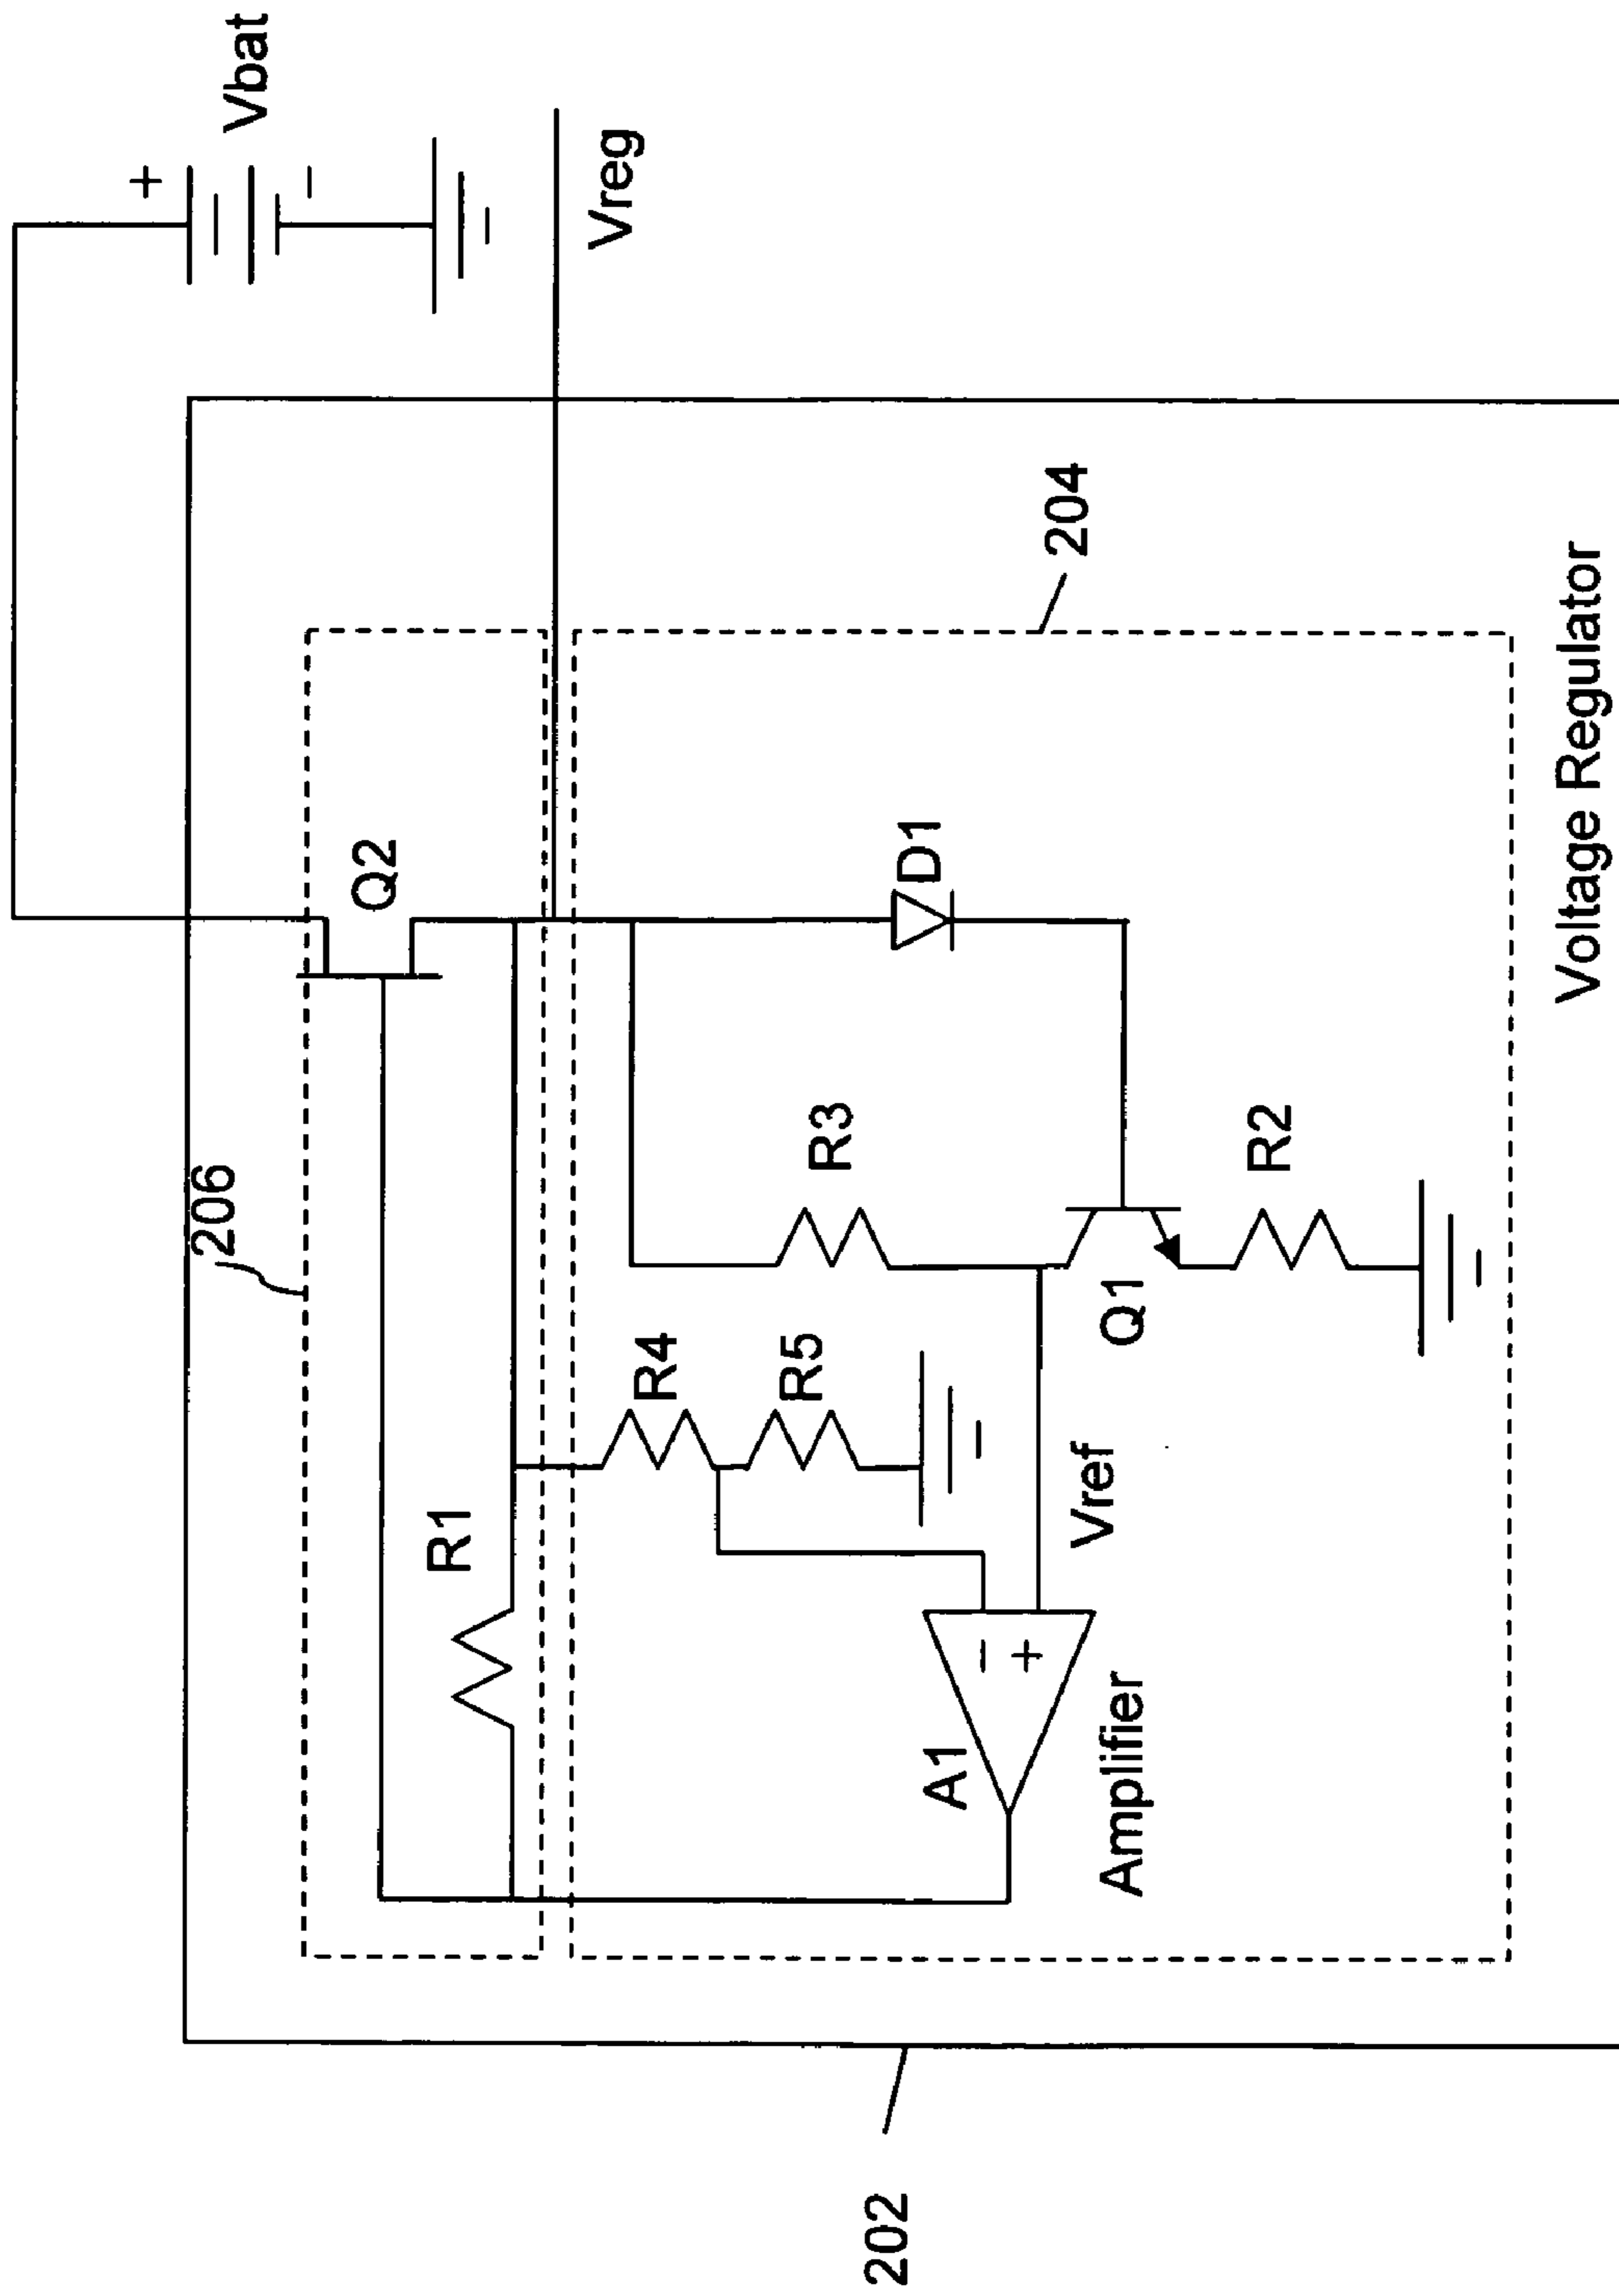 Vbat
+
−
Vreg
206
Q2
R1
R4
R5
R3
D1
204
A1
−
+
Vref
Q1
R2
Amplifier
202
Voltage Regulator